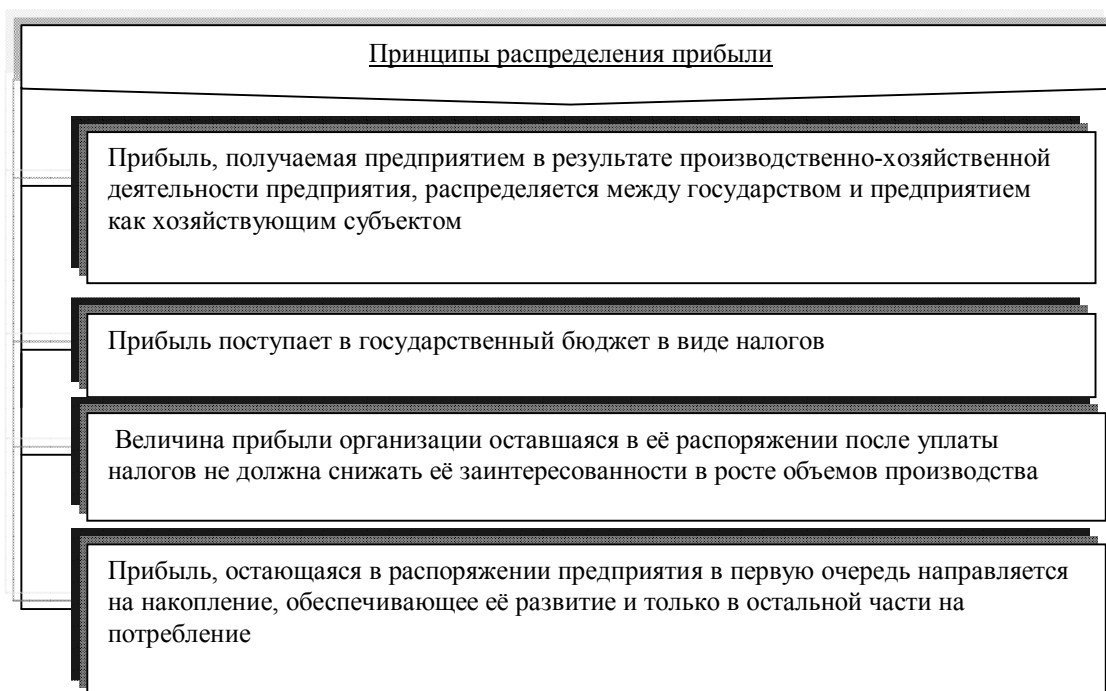 Принципы распределения прибыли
Прибыль, получаемая предприятием в результате производственно-хозяйственной
деятельности предприятия, распределяется между государством и предприятием
как хозяйствующим субъектом
Прибыль поступает в государственный бюджет в виде налогов
Величина прибыли организации оставшаяся в её распоряжении после уплаты
налогов не должна снижать её заинтересованности в росте объемов производства
Прибыль, остающаяся в распоряжении предприятия в первую очередь направляется
на накопление, обеспечивающее её развитие и только в остальной части на
потребление